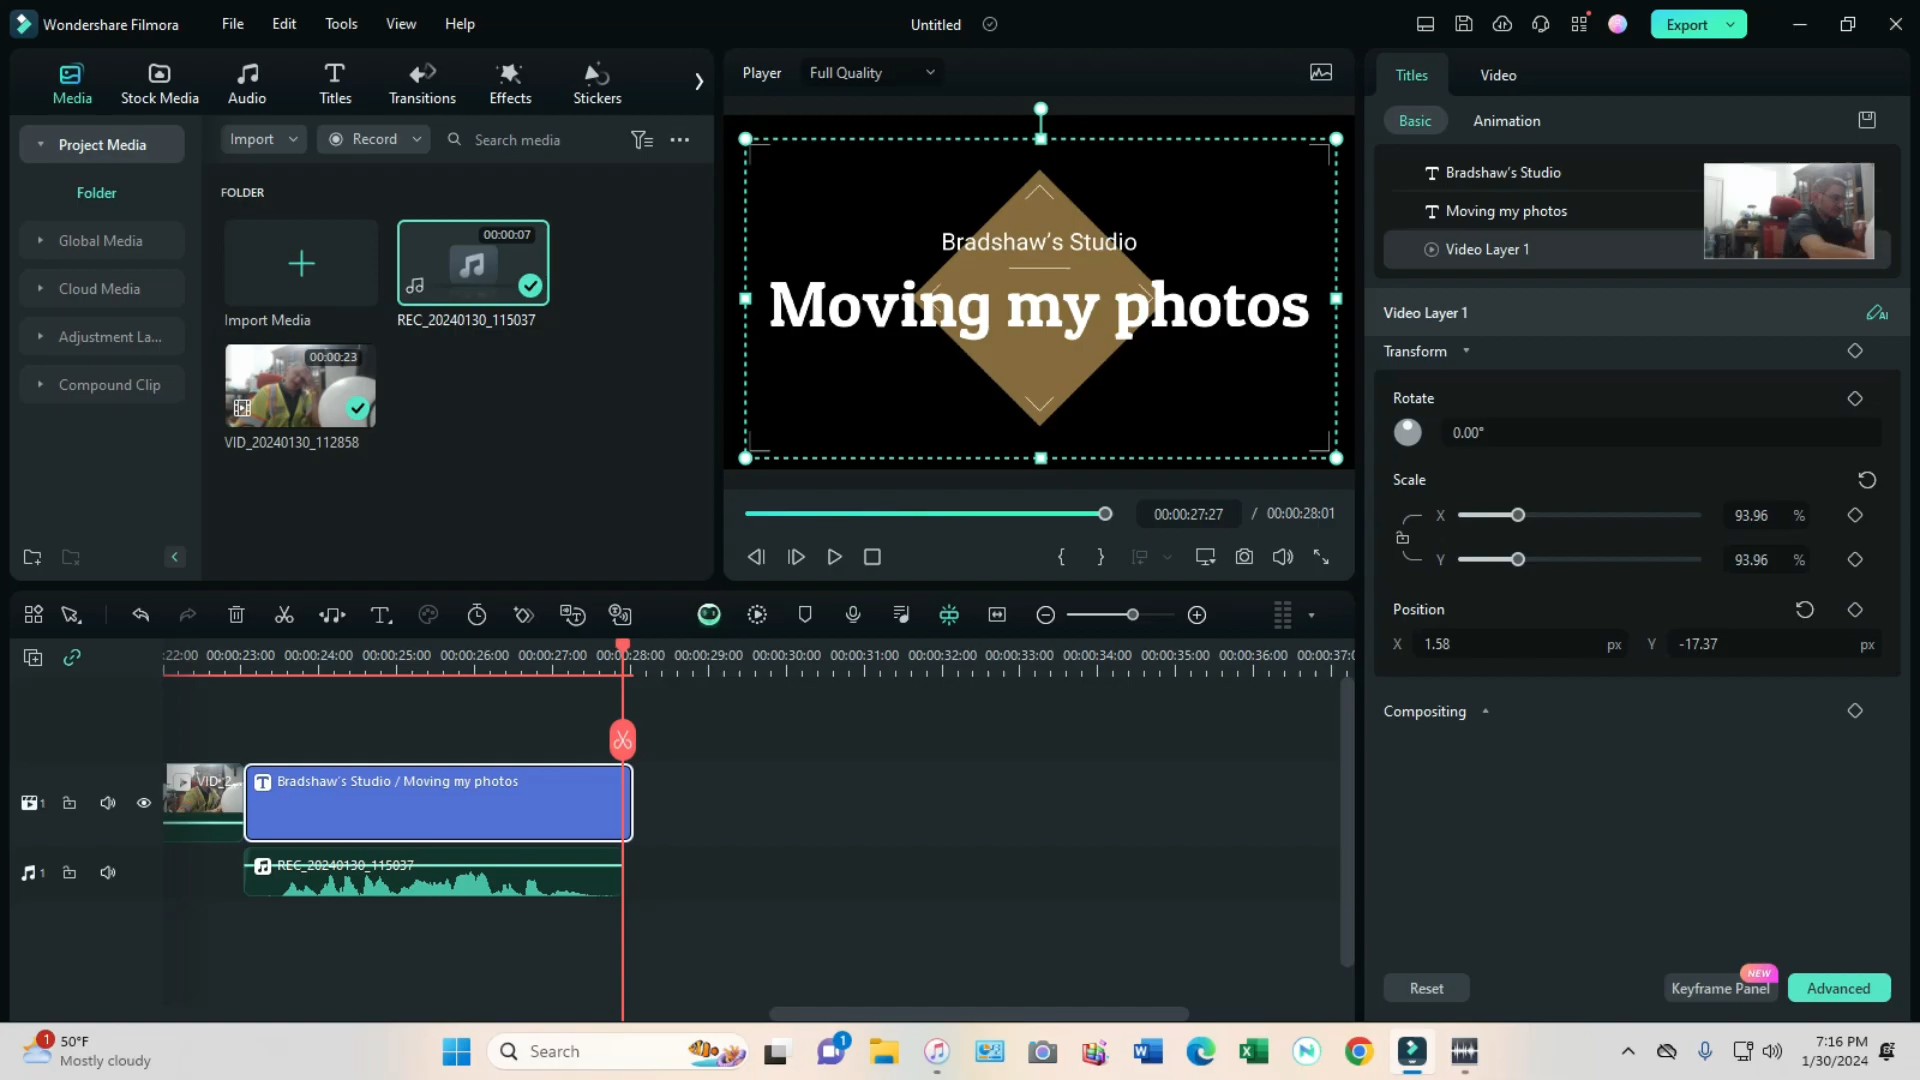 Wondershare Filmora
File Edit Tools View Help
Untitled
Export
Media
Stock Media
Audio
Titles
Transitions
Effects
Stickers
Project Media
Folder
Global Media
Cloud Media
Adjustment La...
Compound Clip
Import
Record
Search media
FOLDER
Import Media
00:00:07
REC_20240130_115037
00:00:23
VID_20240130_112858
Player
Full Quality
Bradshaw's Studio
Moving my photos
00:00:27:27 / 00:00:28:01
Titles
Video
Basic
Animation
Bradshaw's Studio
Moving my photos
Video Layer 1
Video Layer 1
Transform
Rotate
0.00°
Scale
X 93.96 %
Y 93.96 %
Position
X 1.58 px Y -17.37 px
Compositing
Reset
NEW
Keyframe Panel
Advanced
:22:00 00:00:23:00 00:00:24:00 00:00:25:00 00:00:26:00 00:00:27:00 00:00:28:00 00:00:29:00 00:00:30:00 00:00:31:00 00:00:32:00 00:00:33:00 00:00:34:00 00:00:35:00 00:00:36:00 00:00:37:0
VID_2...
Bradshaw's Studio / Moving my photos
1
REC_20240130_115037
1
1
50°F
Mostly cloudy
Search
1
7:16 PM
1/30/2024